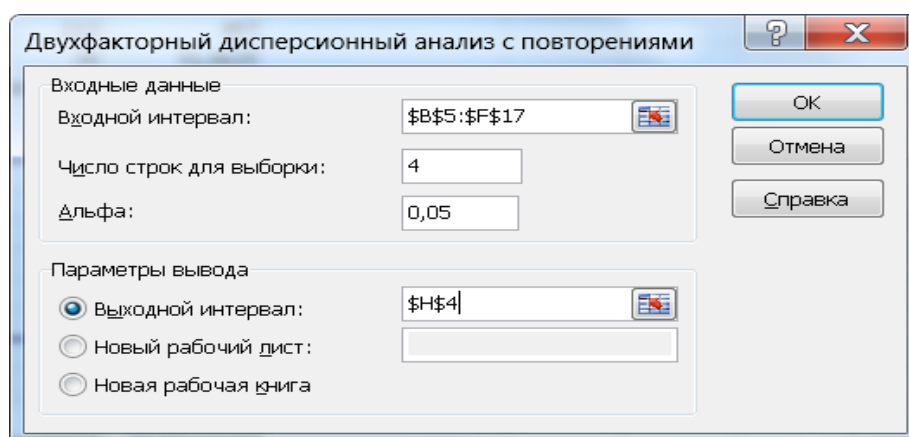 Двухфакторный дисперсионный анализ с повторениями
Входные данные
Входной интервал: $B$5:$F$17
Число строк для выборки: 4
Альфа: 0,05
ОК
Отмена
Справка
Параметры вывода
Выходной интервал: $H$4
Новый рабочий лист:
Новая рабочая книга